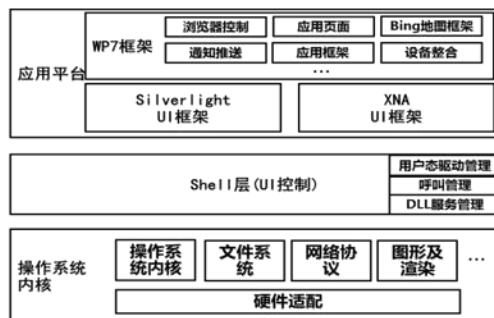 浏览器控制
应用页面
Bing地图框架
WP7框架
通知推送
应用框架
设备整合
...
应用平台
Silverlight
UI框架
XNA
UI框架
用户态驱动管理
Shell层(UI控制)
呼叫管理
DLL服务管理
操作系统内核
操作系
统内核
文件系
统
网络协
议
图形及
渲染
...
硬件适配